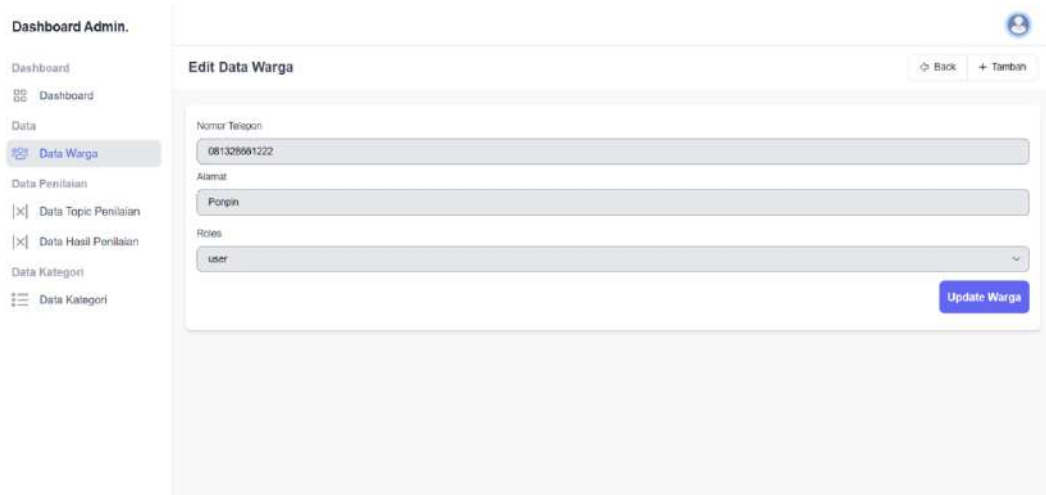 Dashboard Admin.
Dashboard
Dashboard
Data
Data Warga
Data Penilaian
Data Topic Penilaian
Data Hasil Penilaian
Data Kategori
Data Kategori
Edit Data Warga
Back
+ Tambah
Nomor Telepon
081328661222
Alamat
Ponpin
Roles
user
Update Warga